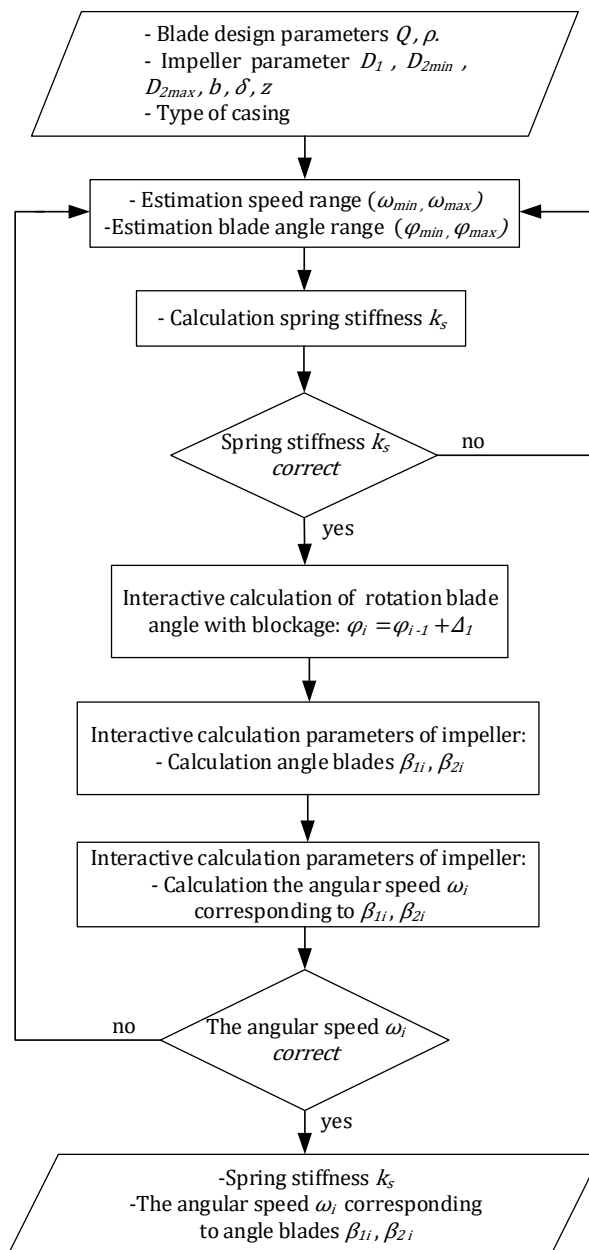 - Blade design parameters Q, ρ.
- Impeller parameter D₁ , D₂min ,
D₂max, b, δ, z
- Type of casing
- Estimation speed range (ωmin, ωmax)
-Estimation blade angle range (φmin, φmax)
- Calculation spring stiffness kₛ
Spring stiffness kₛ
correct
no
yes
Interactive calculation of rotation blade
angle with blockage: φᵢ =φᵢ₋₁ +Δ₁
Interactive calculation parameters of impeller:
- Calculation angle blades β₁ᵢ, β₂ᵢ
Interactive calculation parameters of impeller:
- Calculation the angular speed ωᵢ
corresponding to β₁ᵢ, β₂ᵢ
no
The angular speed ωᵢ
correct
yes
-Spring stiffness kₛ
-The angular speed ωᵢ corresponding
to angle blades β₁ᵢ, β₂ᵢ